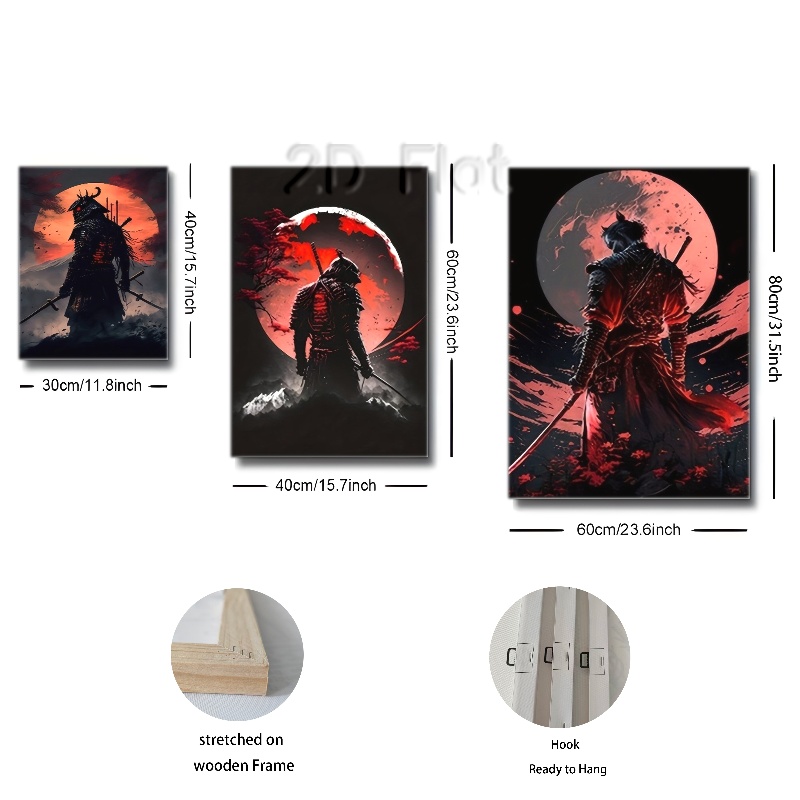 2D Flat
40cm/15.7inch
30cm/11.8inch
60cm/23.6inch
40cm/15.7inch
80cm/31.5inch
60cm/23.6inch
stretched on
wooden Frame
Hook
Ready to Hang